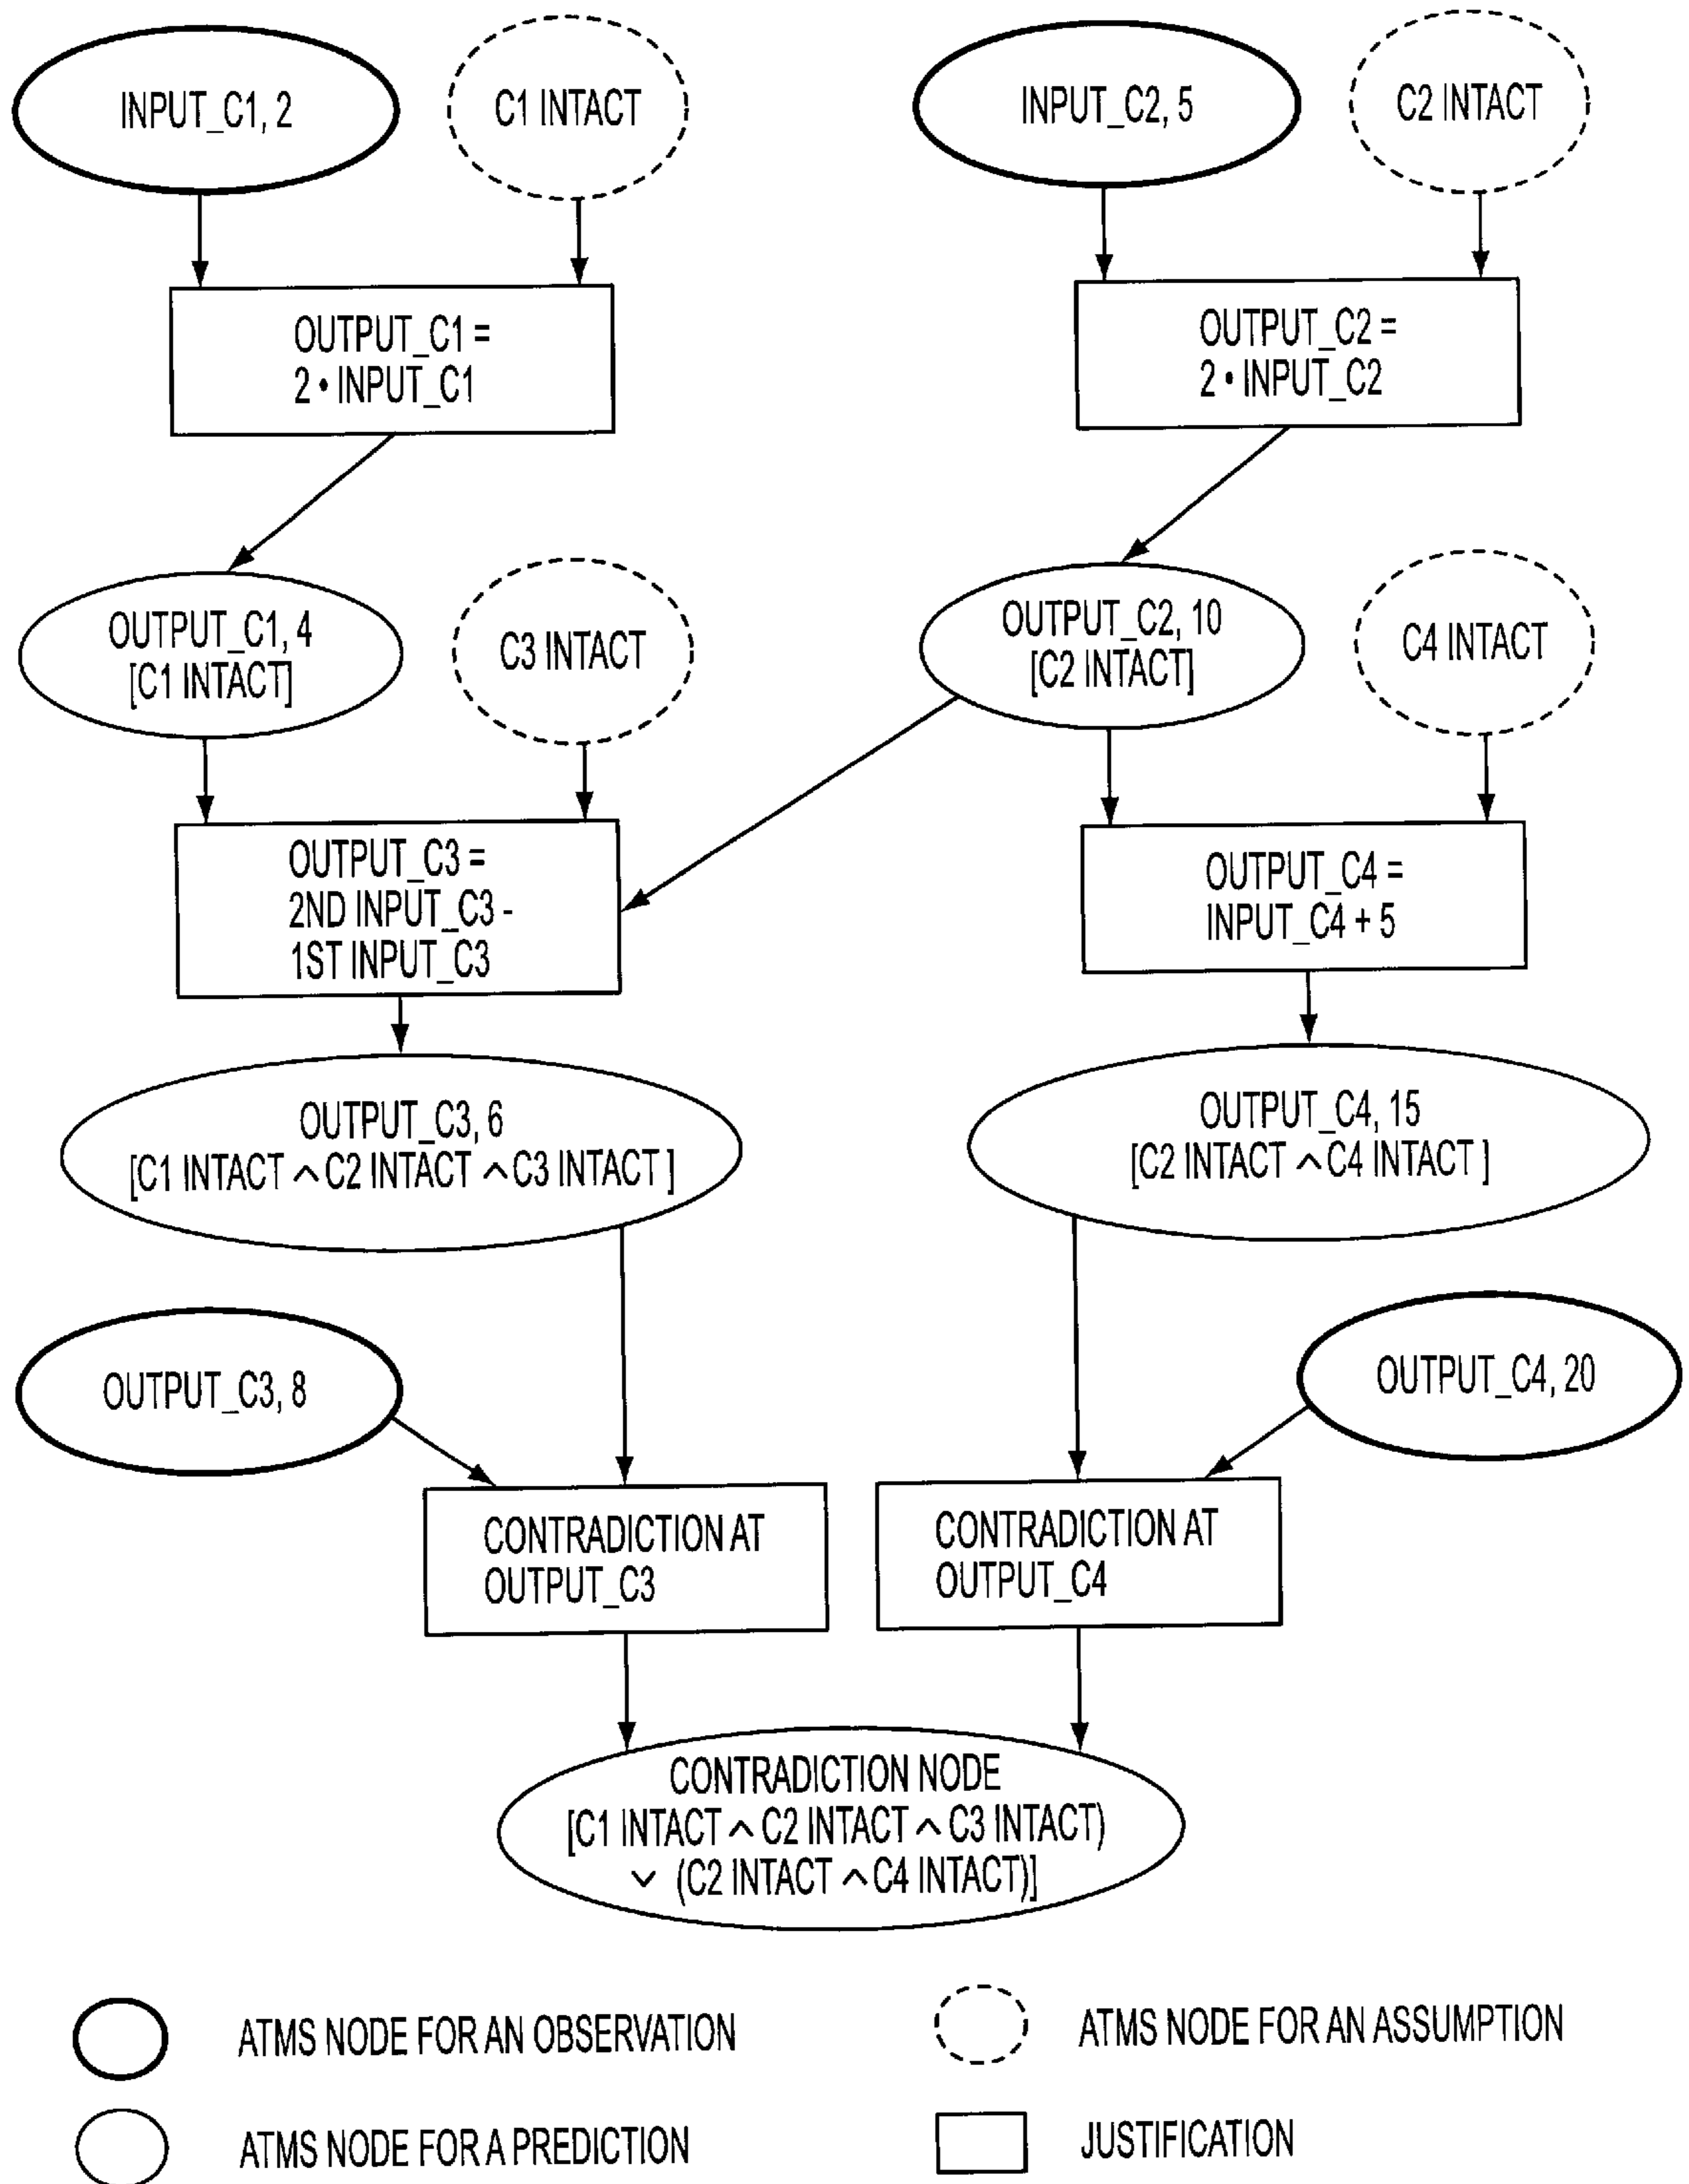 INPUT_C1, 2
C1 INTACT
INPUT_C2, 5
C2 INTACT
OUTPUT_C1 =
2 • INPUT_C1
OUTPUT_C2 =
2 • INPUT_C2
OUTPUT_C1, 4
[C1 INTACT]
C3 INTACT
OUTPUT_C2, 10
[C2 INTACT]
C4 INTACT
OUTPUT_C3 =
2ND INPUT_C3 -
1ST INPUT_C3
OUTPUT_C4 =
INPUT_C4 + 5
OUTPUT_C3, 6
[C1 INTACT ∧ C2 INTACT ∧ C3 INTACT ]
OUTPUT_C4, 15
[C2 INTACT ∧ C4 INTACT ]
OUTPUT_C3, 8
OUTPUT_C4, 20
CONTRADICTION AT
OUTPUT_C3
CONTRADICTION AT
OUTPUT_C4
CONTRADICTION NODE
[C1 INTACT ∧ C2 INTACT ∧ C3 INTACT)
∨ (C2 INTACT ∧ C4 INTACT)]
ATMS NODE FOR AN OBSERVATION
ATMS NODE FOR AN ASSUMPTION
ATMS NODE FOR A PREDICTION
JUSTIFICATION